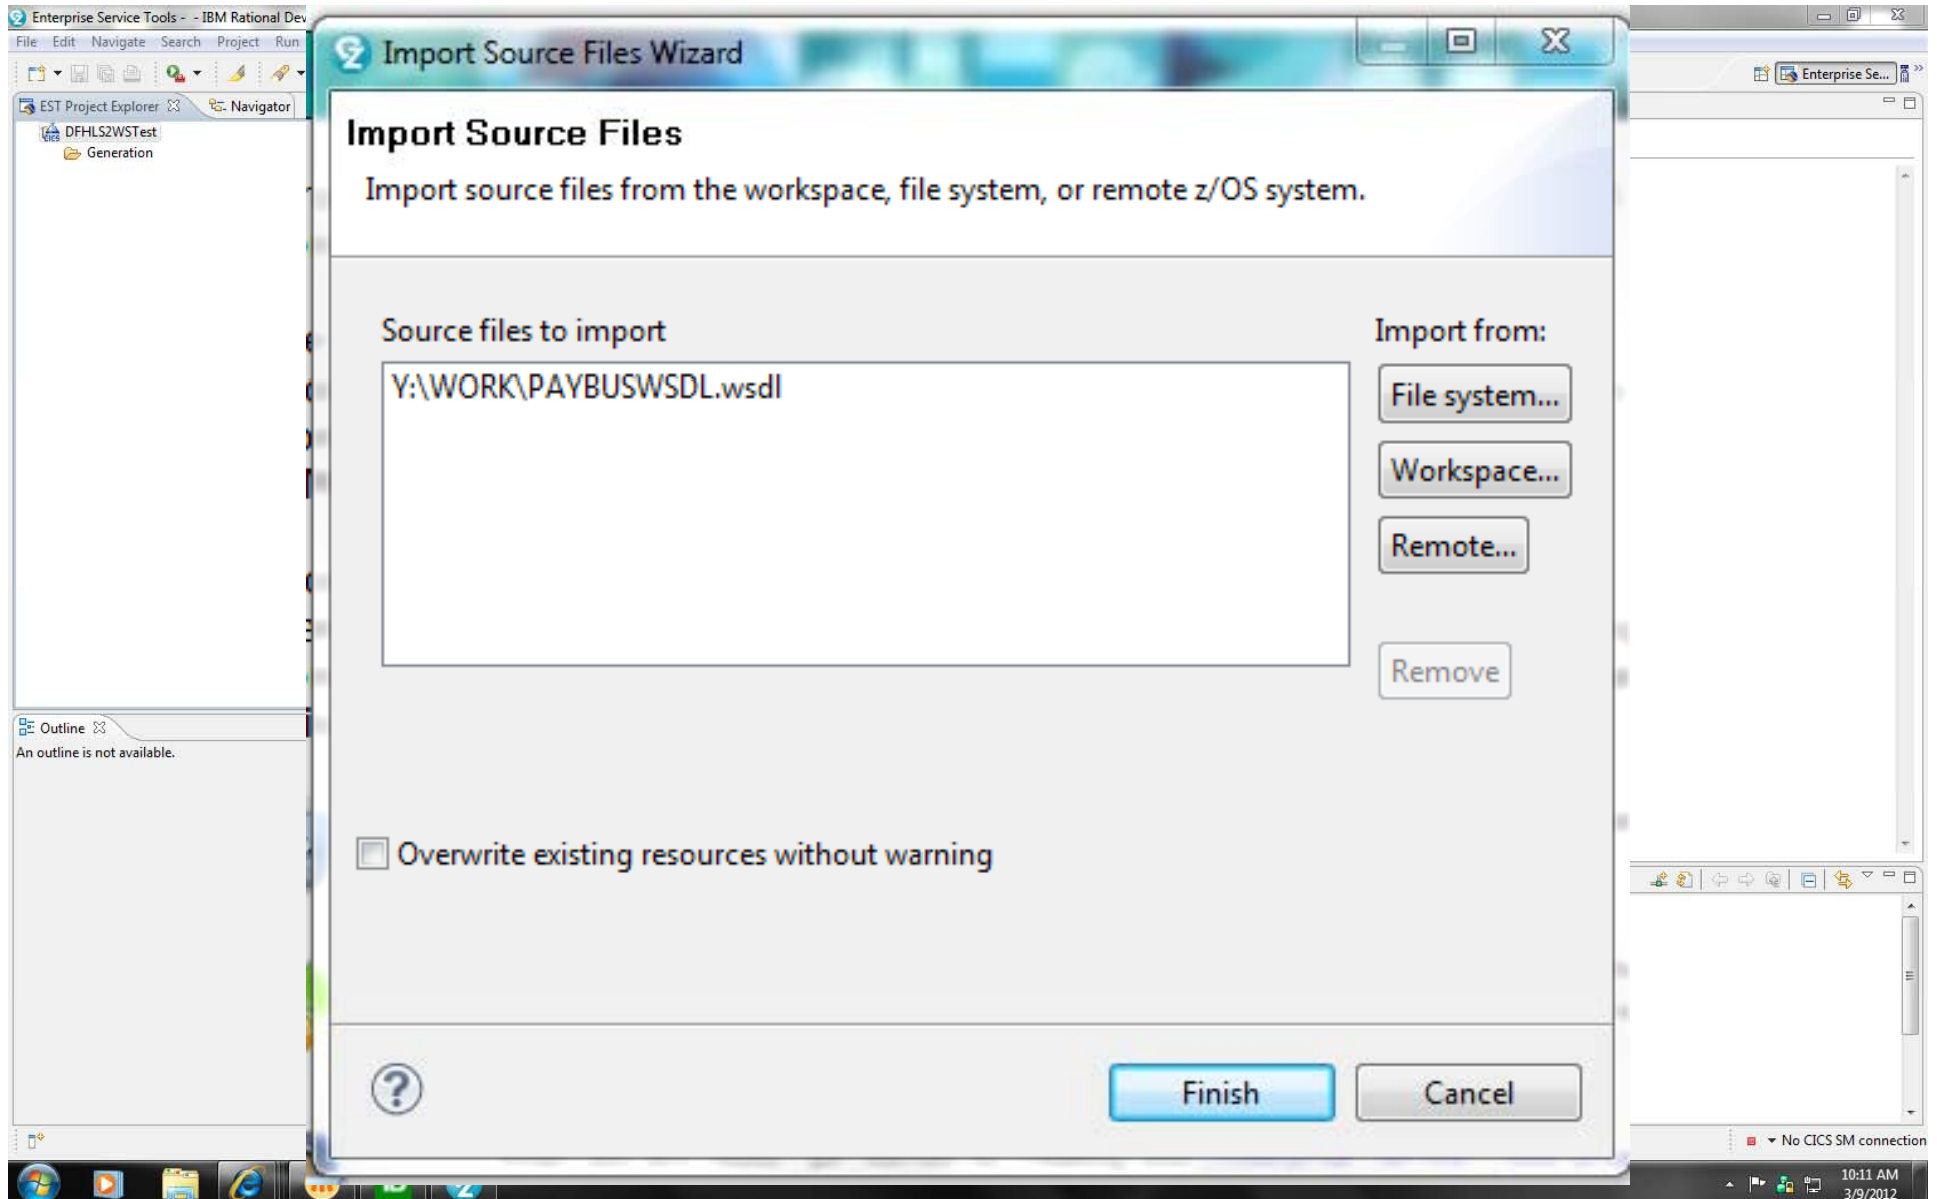 Enterprise Service Tools - - IBM Rational Dev
File Edit Navigate Search Project Run
Enterprise Se...
EST Project Explorer
Navigator
DFHLS2WSTest
Generation
Outline
An outline is not available.
Import Source Files Wizard
Import Source Files
Import source files from the workspace, file system, or remote z/OS system.
Source files to import
Import from:
Y:\WORK\PAYBUSWSDL.wsdl
File system...
Workspace...
Remote...
Remove
Overwrite existing resources without warning
Finish
Cancel
No CICS SM connection
10:11 AM
3/9/2012